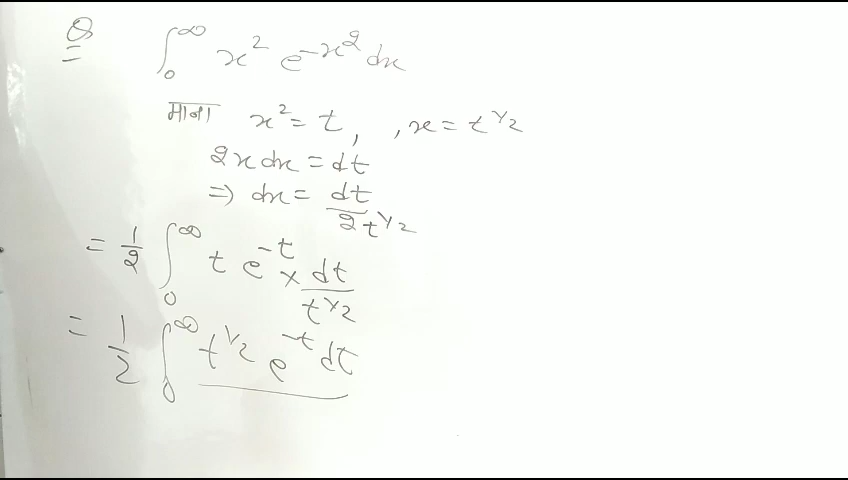 Q ∫₀^∞ x² e^{-x²} dx
माना x² = t, , x = t^{1/2}
2x dx = dt
⇒ dx = dt / 2t^{1/2}
= 1/2 ∫₀^∞ t e^{-t} × dt / t^{1/2}
= 1/2 ∫₀^∞ t^{1/2} e^{-t} dt